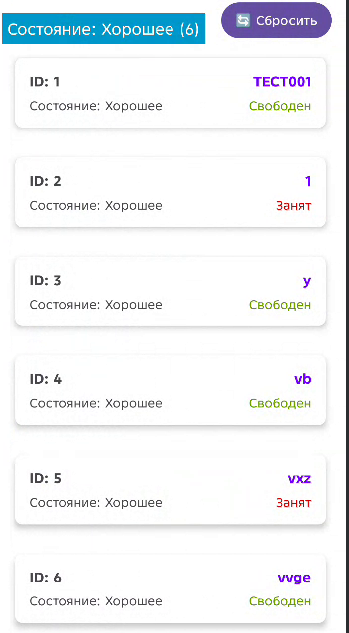 Состояние: Хорошее (6)
🔄 Сбросить
ID: 1 ТЕСТ001
Состояние: Хорошее Свободен
ID: 2 1
Состояние: Хорошее Занят
ID: 3 y
Состояние: Хорошее Свободен
ID: 4 vb
Состояние: Хорошее Свободен
ID: 5 vxz
Состояние: Хорошее Занят
ID: 6 vvge
Состояние: Хорошее Свободен